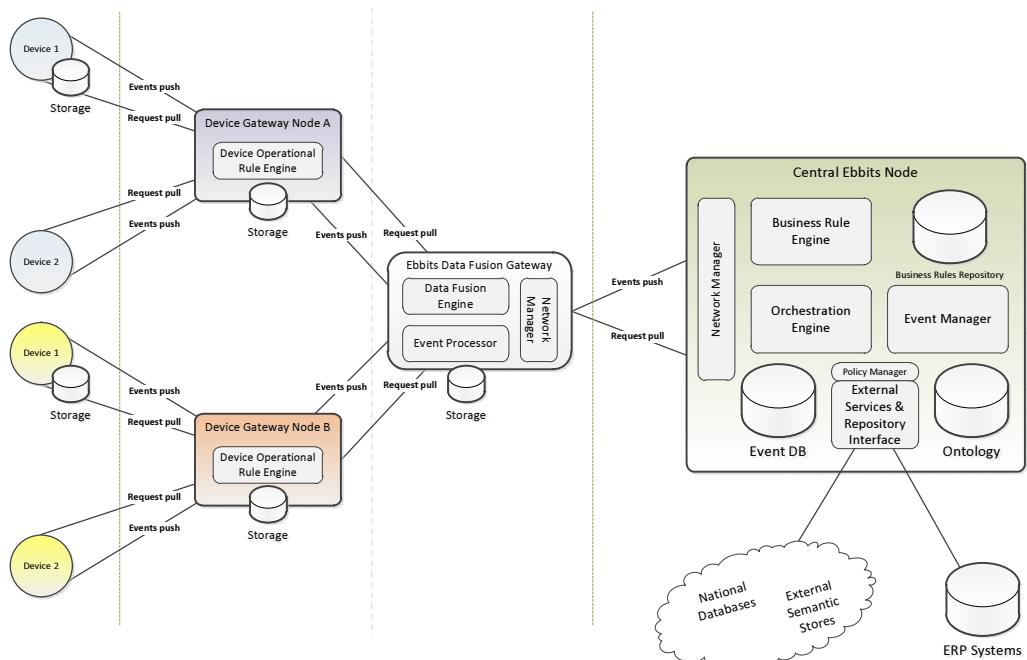 Device 1
Storage
Events push
Request pull
Device Gateway Node A
Device Operational
Rule Engine
Storage
Request pull
Events push
Device 2
Events push
Request pull
Device 1
Storage
Events push
Request pull
Device Gateway Node B
Device Operational
Rule Engine
Storage
Request pull
Events push
Device 2
Events push
Request pull
Ebbits Data Fusion Gateway
Data Fusion
Engine
Event Processor
Network
Manager
Storage
Events push
Request pull
Central Ebbits Node
Network Manager
Business Rule
Engine
Business Rules Repository
Orchestration
Engine
Event Manager
Policy Manager
External
Services &
Repository
Interface
Event DB
Ontology
National
Databases
External
Semantic
Stores
ERP Systems